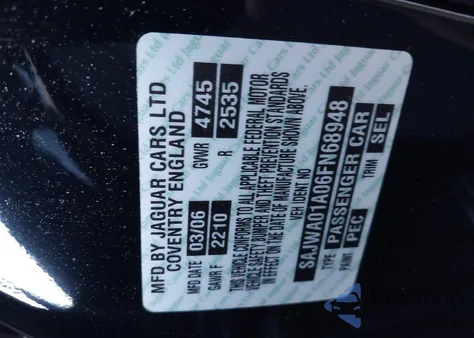 MFD BY JAGUAR CARS LTD
COVENTRY ENGLAND
MFD DATE 03/06 GWR 4745
GAWR F 2210 R 2535
THIS VEHICLE CONFORMS TO ALL APPLICABLE FEDERAL MOTOR
VEHICLE SAFETY, BUMPER AND THEFT PREVENTION STANDARDS
IN EFFECT ON THE DATE OF MANUFACTURE SHOWN ABOVE.
VEH IDENT NO
SAJWA01A06FN68948
TYPE PASSENGER CAR
PAINT PEC TRIM SEL